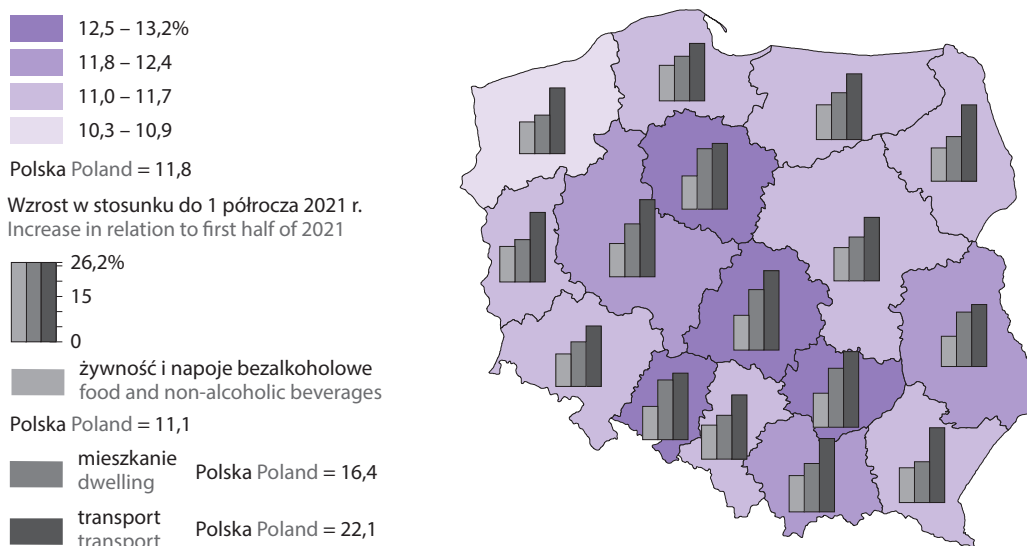 12,5 – 13,2%
11,8 – 12,4
11,0 – 11,7
10,3 – 10,9
Polska Poland = 11,8
Wzrost w stosunku do 1 półrocza 2021 r.
Increase in relation to first half of 2021
26,2%
15
0
żywność i napoje bezalkoholowe
food and non-alcoholic beverages
Polska Poland = 11,1
mieszkanie
dwelling
Polska Poland = 16,4
transport
transport
Polska Poland = 22,1